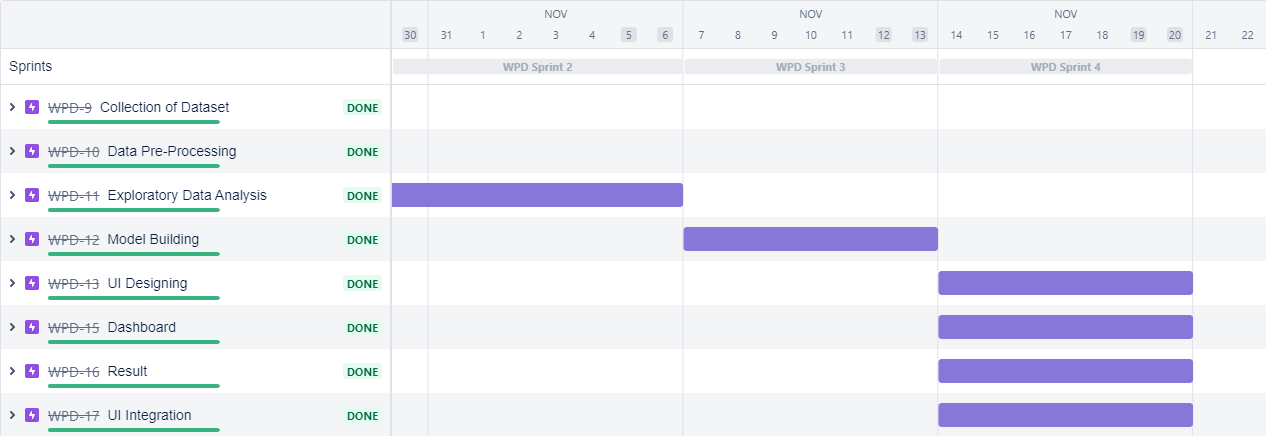 NOV NOV NOV
30 31 1 2 3 4 5 6 7 8 9 10 11 12 13 14 15 16 17 18 19 20 21 22
Sprints WPD Sprint 2 WPD Sprint 3 WPD Sprint 4
WPD-9 Collection of Dataset DONE
WPD-10 Data Pre-Processing DONE
WPD-11 Exploratory Data Analysis DONE
WPD-12 Model Building DONE
WPD-13 UI Designing DONE
WPD-15 Dashboard DONE
WPD-16 Result DONE
WPD-17 UI Integration DONE